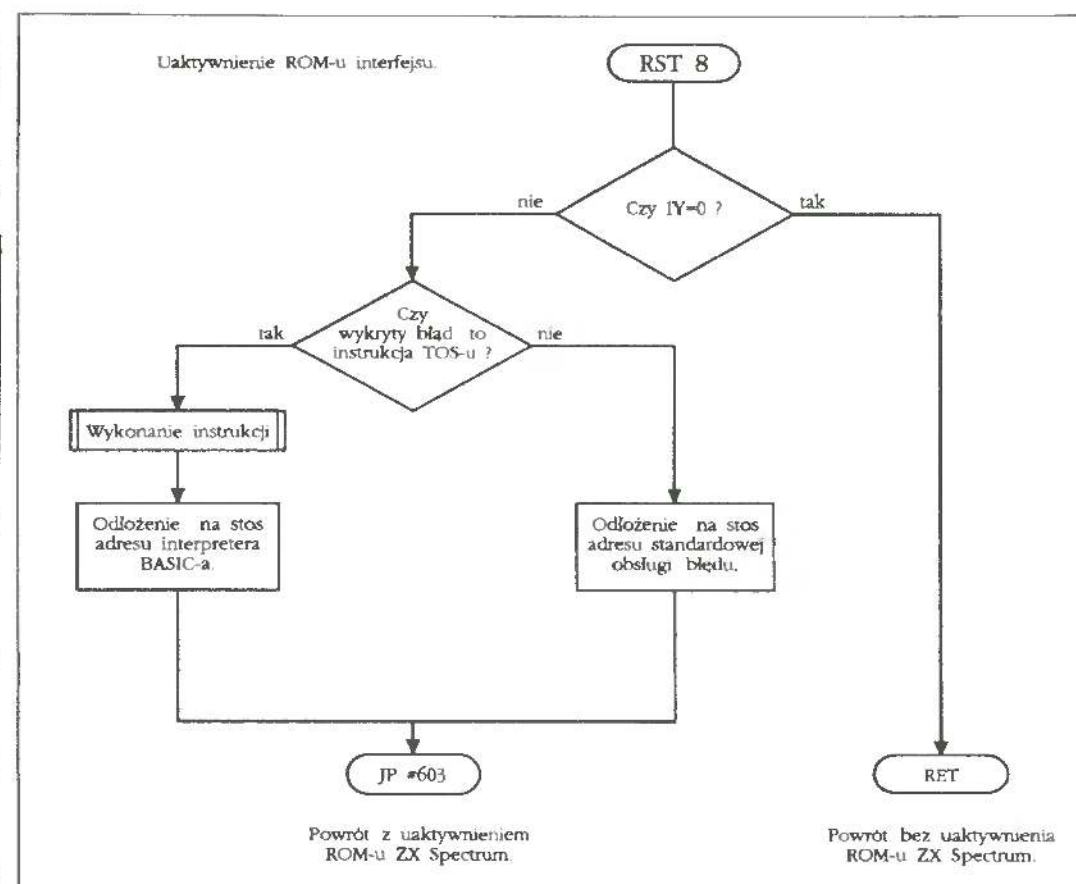 Uaktywnienie ROM-u interfejsu.
RST 8
Czy IY=0 ?
nie
tak
Czy
wykryty błąd to
instrukcja TOS-u ?
tak
nie
Wykonanie instrukcji
Odłożenie na stos
adresu interpretera
BASIC-a.
Odłożenie na stos
adresu standardowej
obsługi błędu.
JP #603
RET
Powrót z uaktywnieniem
ROM-u ZX Spectrum.
Powrót bez uaktywnienia
ROM-u ZX Spectrum.